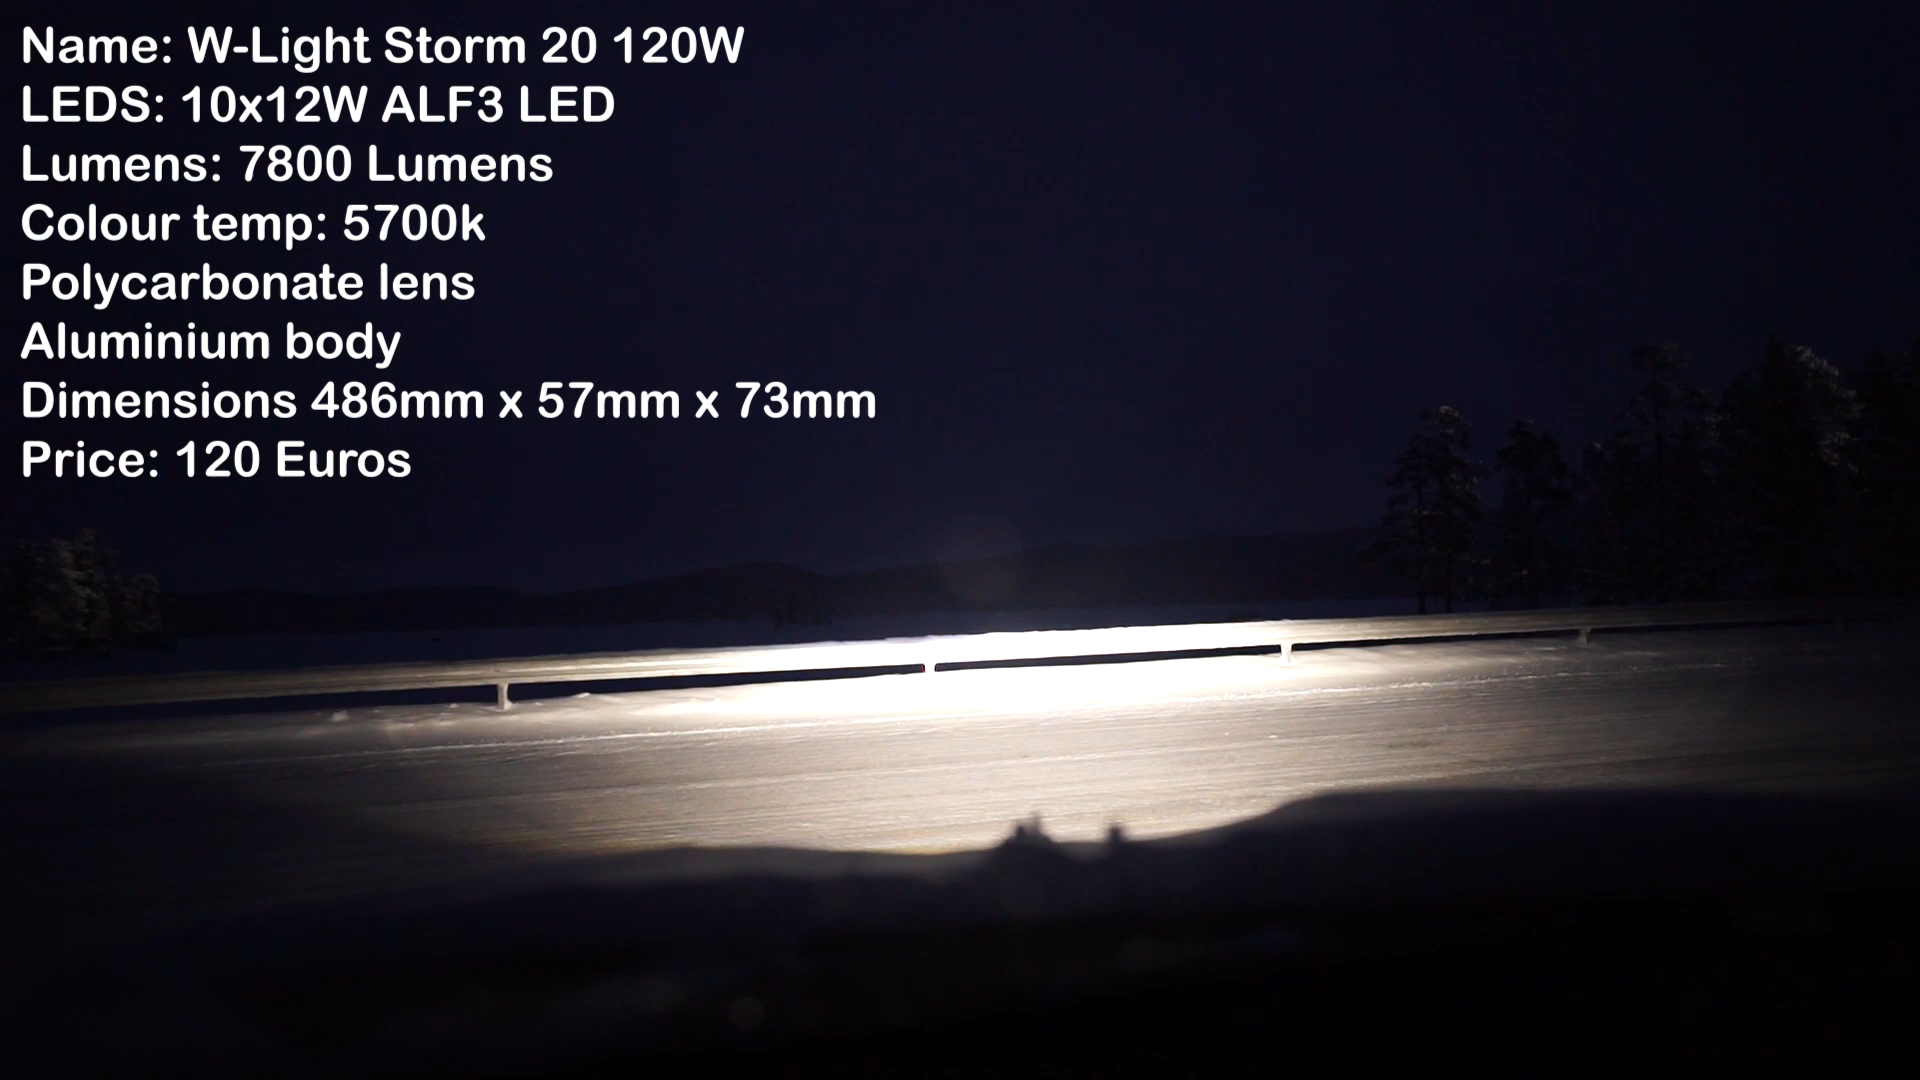 Name: W-Light Storm 20 120W
LEDS: 10x12W ALF3 LED
Lumens: 7800 Lumens
Colour temp: 5700k
Polycarbonate lens
Aluminium body
Dimensions 486mm x 57mm x 73mm
Price: 120 Euros